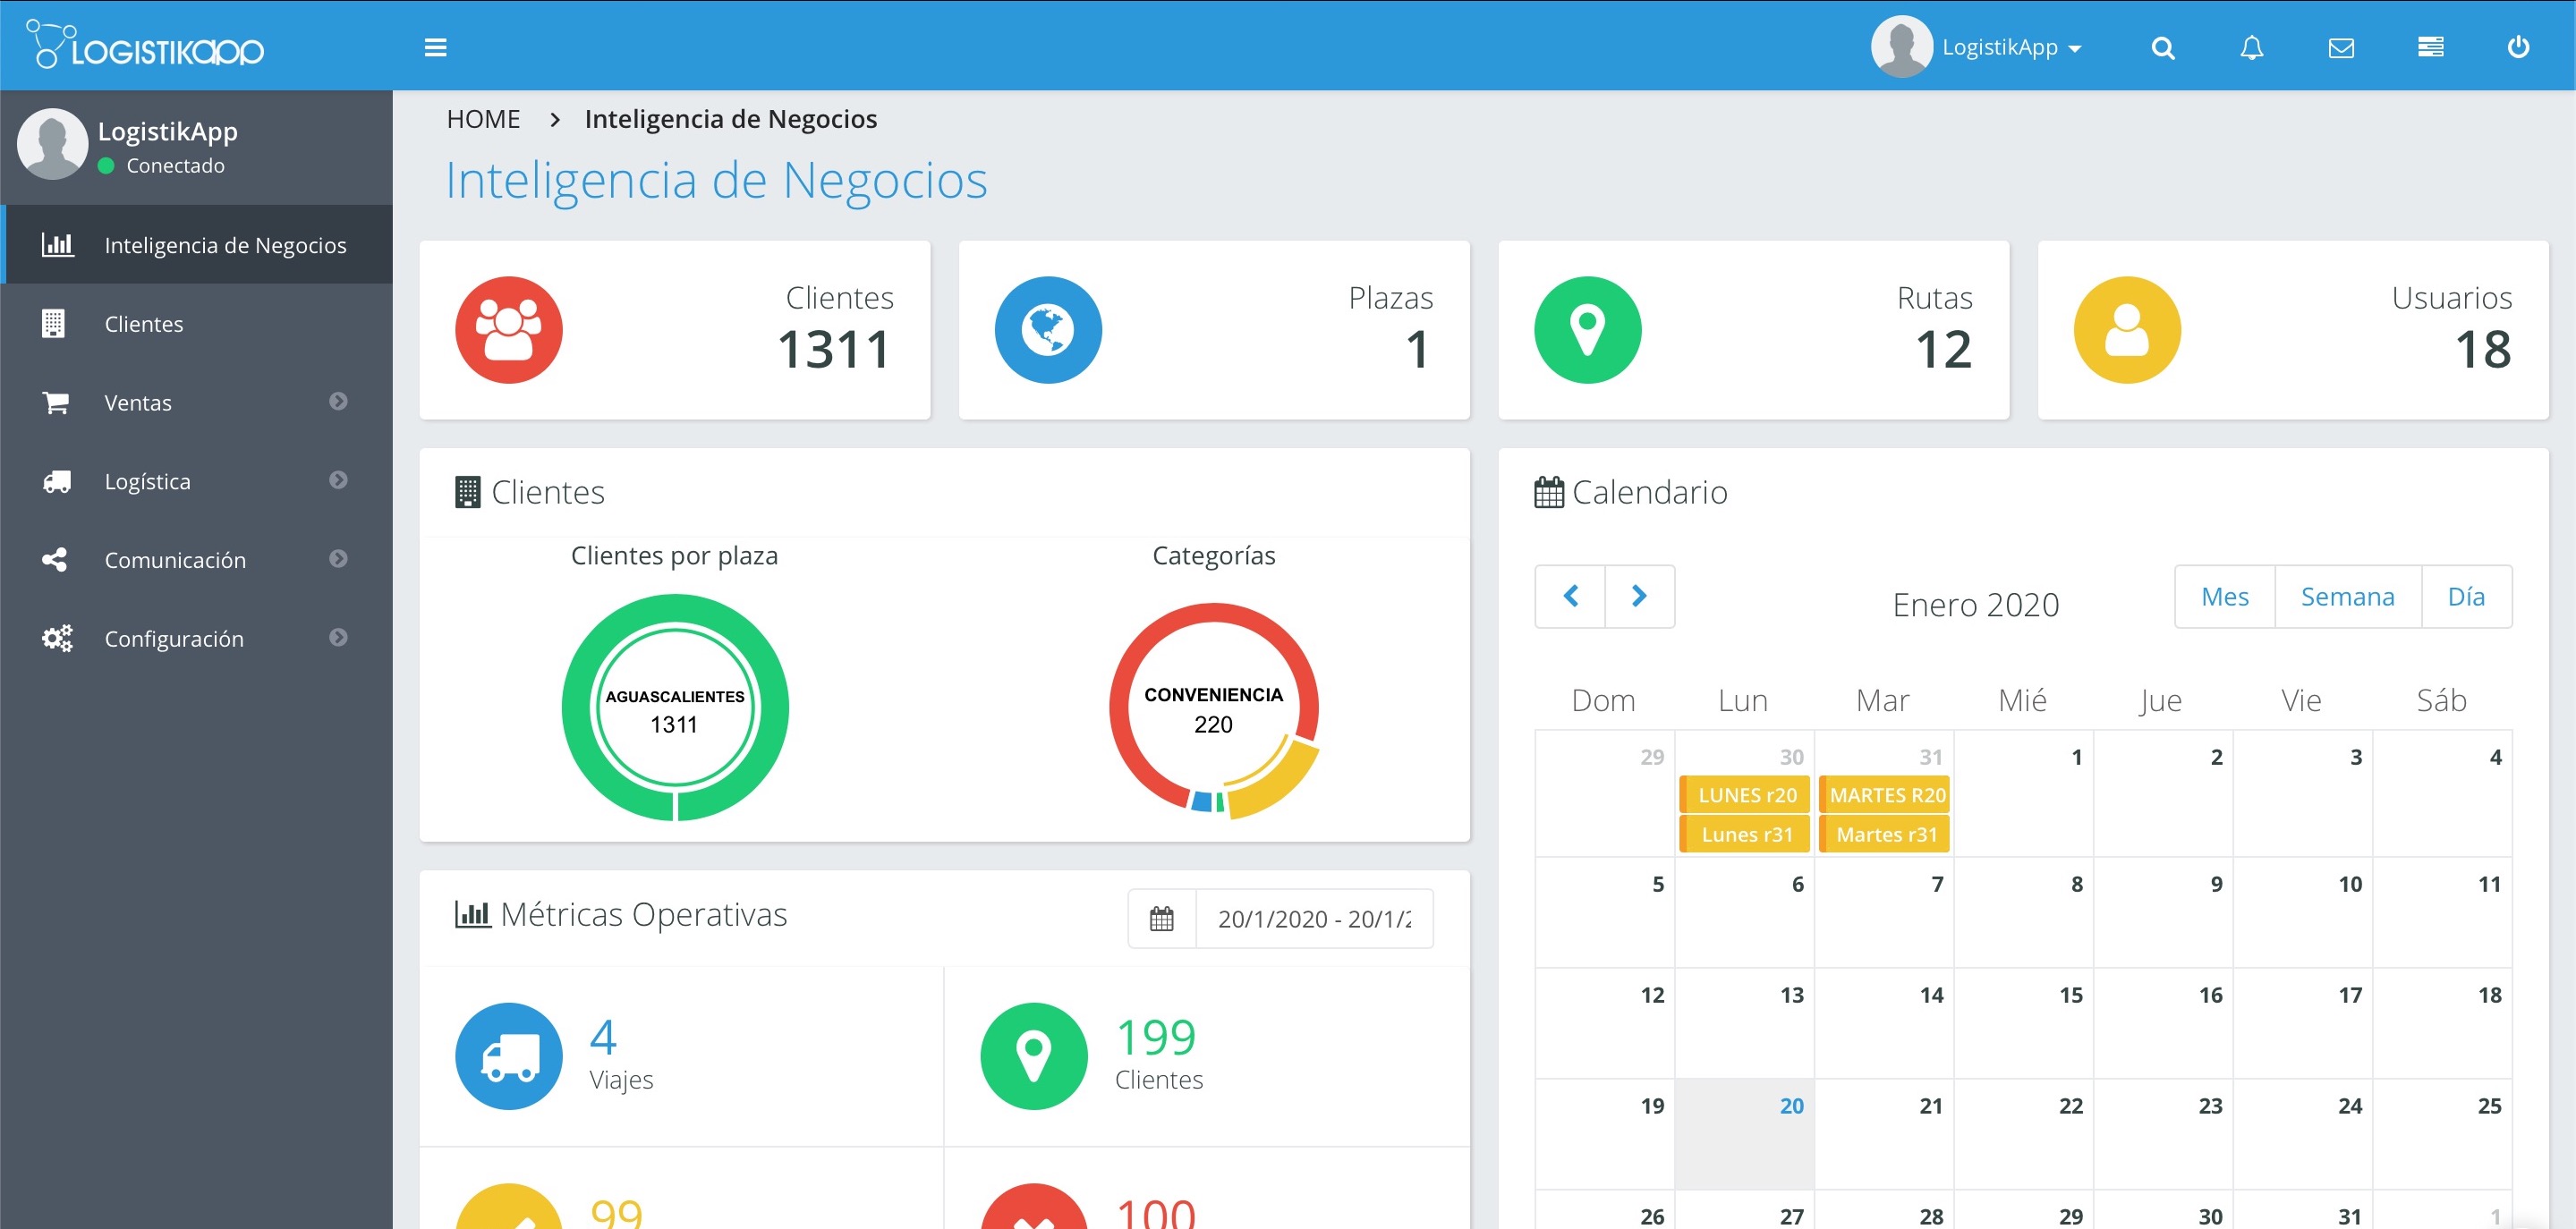 LOGISTIKapp
LogistikApp
LogistikApp
Conectado
Inteligencia de Negocios
Clientes
Ventas
Logística
Comunicación
Configuración
HOME > Inteligencia de Negocios
Inteligencia de Negocios
Clientes
1311
Plazas
1
Rutas
12
Usuarios
18
Clientes
Clientes por plaza
AGUASCALIENTES
1311
Categorías
CONVENIENCIA
220
Métricas Operativas
20/1/2020 - 20/1/2
4
Viajes
199
Clientes
99
100
Calendario
Enero 2020
Mes Semana Día
Dom Lun Mar Mié Jue Vie Sáb
29 30 31 1 2 3 4
LUNES r20 MARTES R20
Lunes r31 Martes r31
5 6 7 8 9 10 11
12 13 14 15 16 17 18
19 20 21 22 23 24 25
26 27 28 29 30 31 1